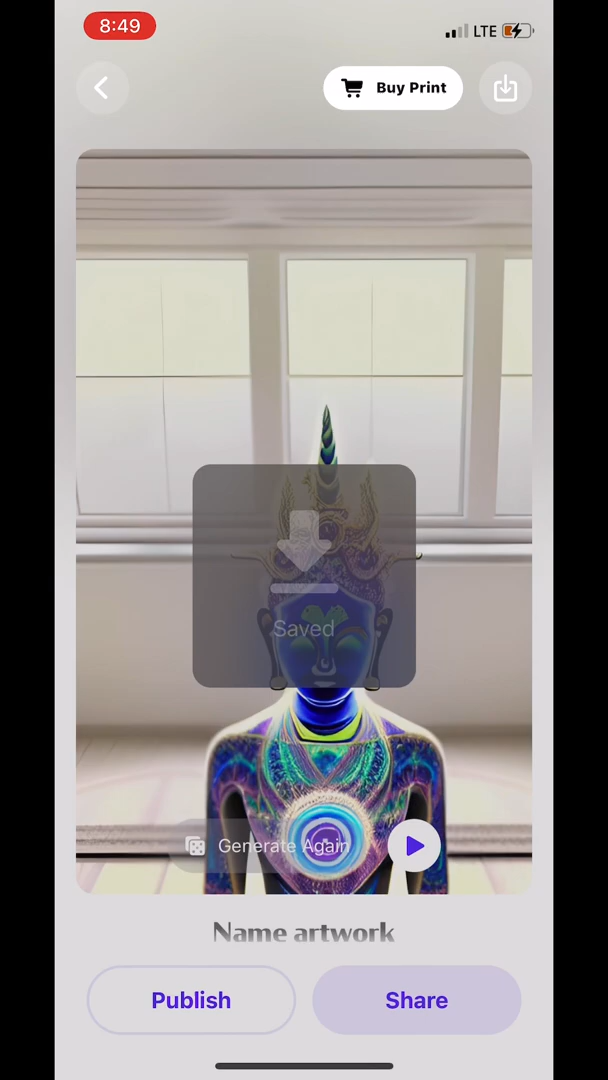 8:49
LTE
Buy Print
Saved
Generate Again
Name artwork
Publish
Share